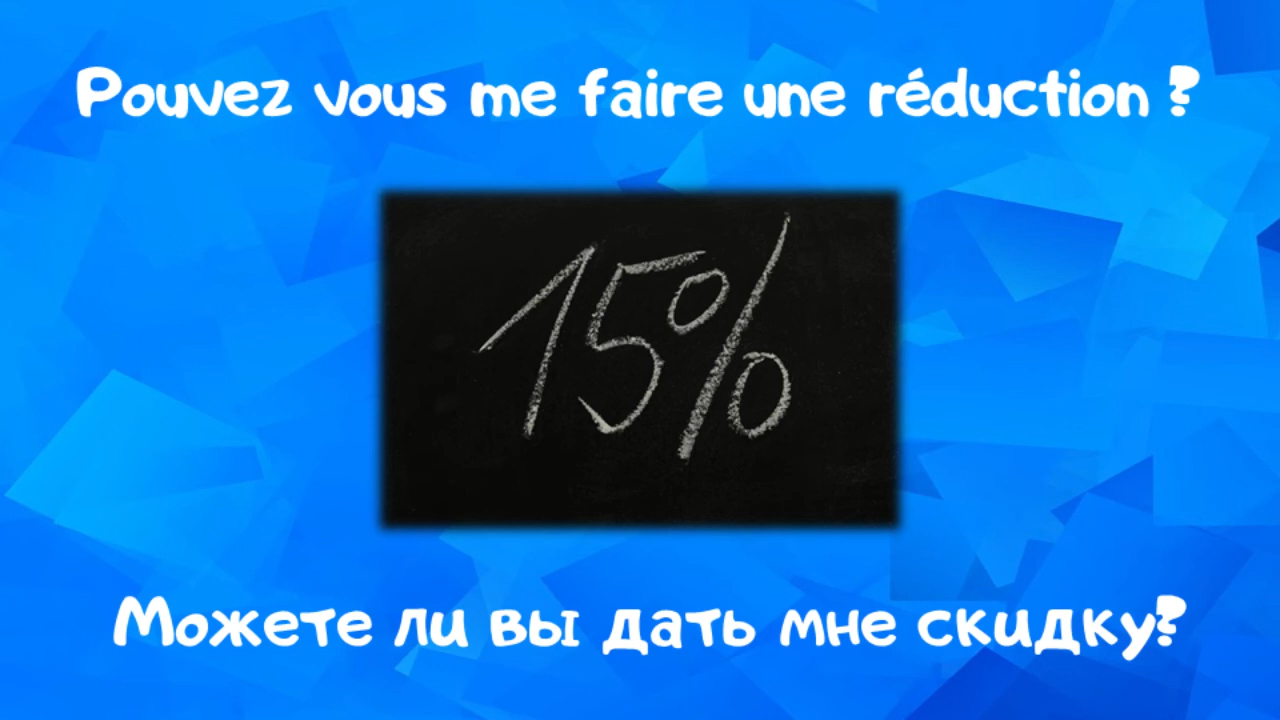 Pouvez vous me faire une réduction ?
15%
Можете ли вы дать мне скидку?